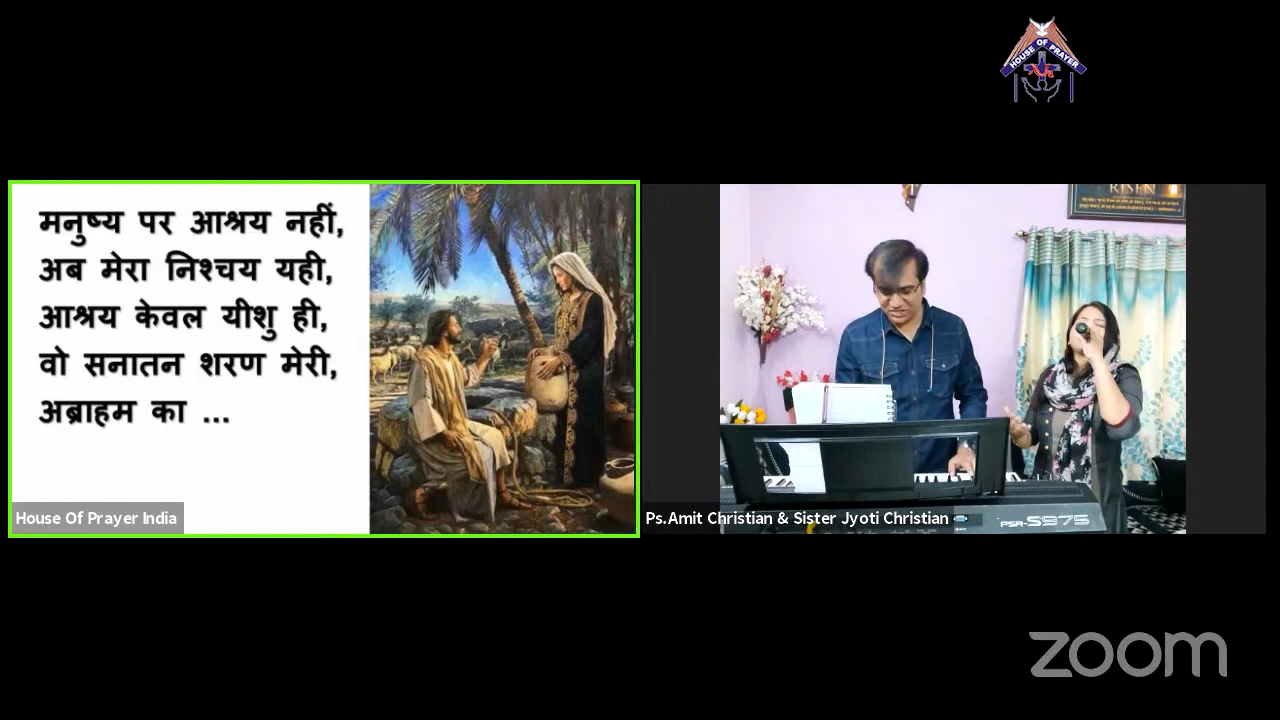 HOUSE OF PRAYER
मनुष्य पर आश्रय नहीं,
अब मेरा निश्चय यही,
आश्रय केवल यीशु ही,
वो सनातन शरण मेरी,
अब्राहम का ...
House Of Prayer India
RISEN
Ps.Amit Christian & Sister Jyoti Christian
PSR-S975
zoom